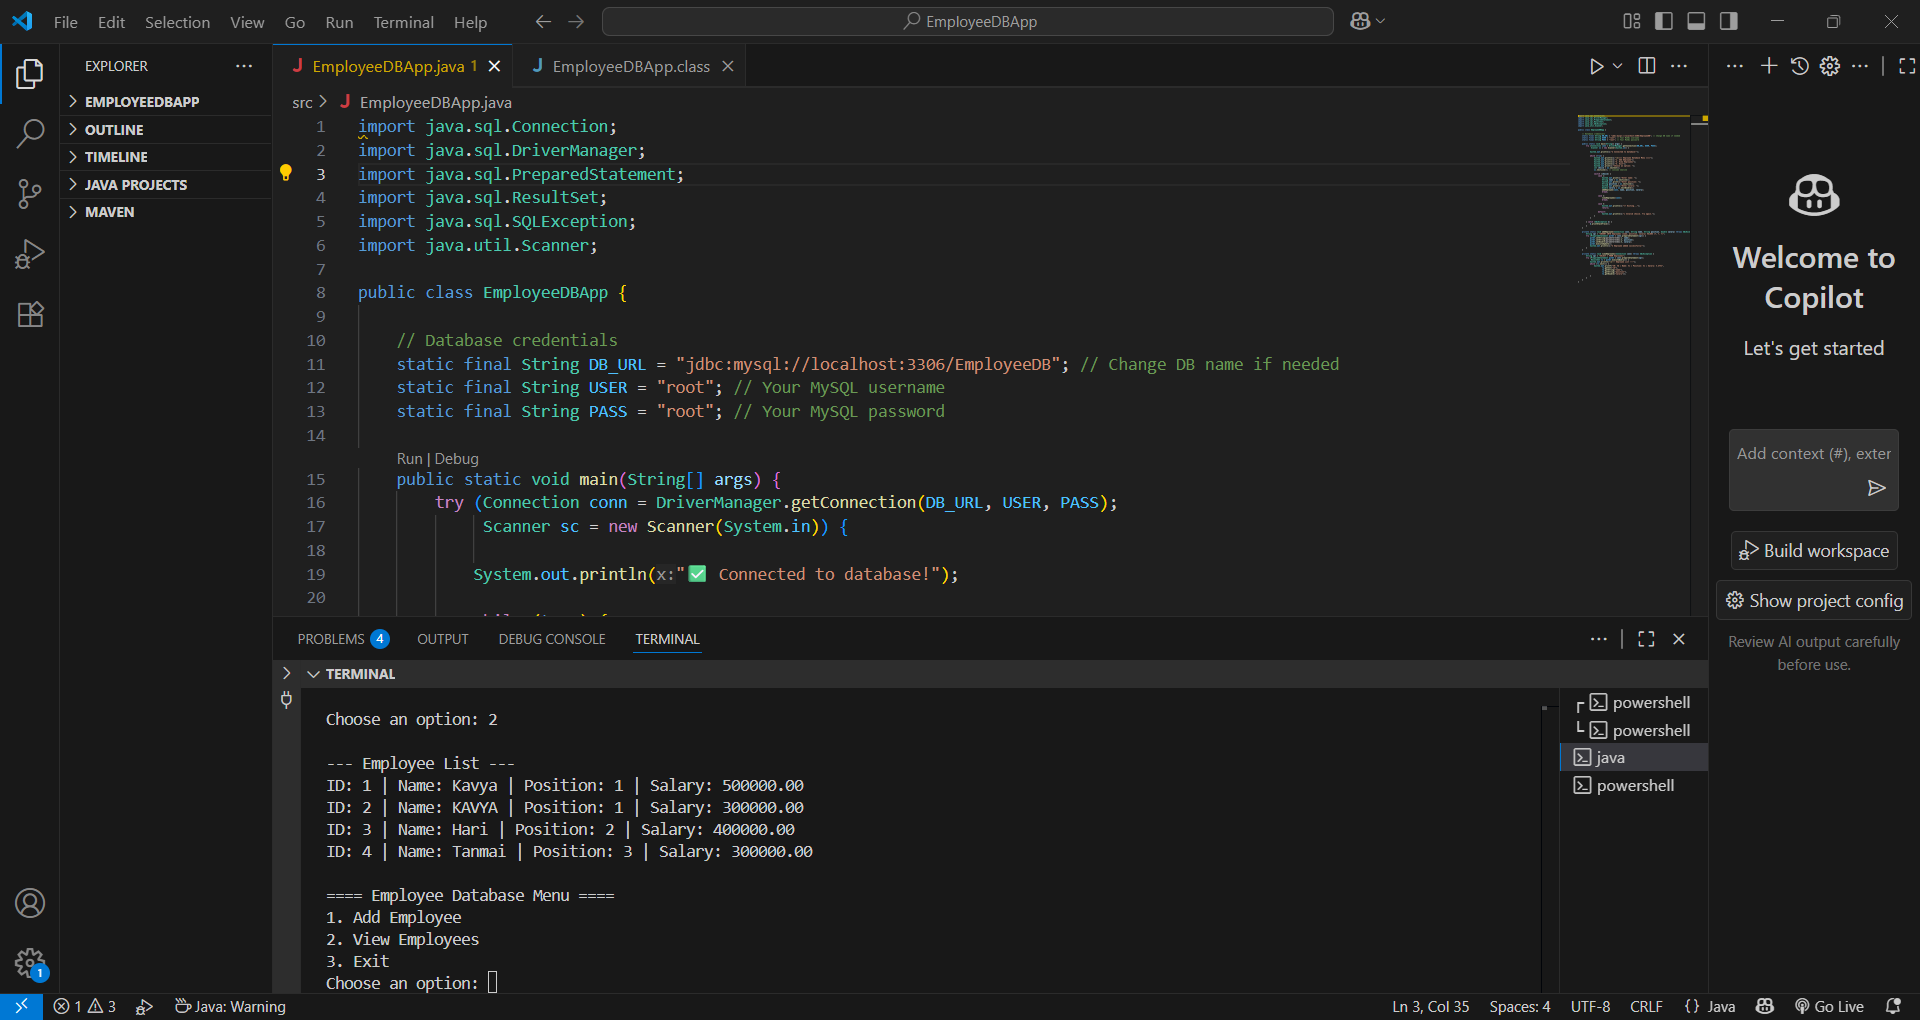 File Edit Selection View Go Run Terminal Help
EmployeeDBApp
EXPLORER
EMPLOYEEDBAPP
OUTLINE
TIMELINE
JAVA PROJECTS
MAVEN
EmployeeDBApp.java 1
EmployeeDBApp.class
src > EmployeeDBApp.java
1 import java.sql.Connection;
2 import java.sql.DriverManager;
3 import java.sql.PreparedStatement;
4 import java.sql.ResultSet;
5 import java.sql.SQLException;
6 import java.util.Scanner;
7
8 public class EmployeeDBApp {
9
10 // Database credentials
11 static final String DB_URL = "jdbc:mysql://localhost:3306/EmployeeDB"; // Change DB name if needed
12 static final String USER = "root"; // Your MySQL username
13 static final String PASS = "root"; // Your MySQL password
14
Run | Debug
15 public static void main(String[] args) {
16 try (Connection conn = DriverManager.getConnection(DB_URL, USER, PASS);
17 Scanner sc = new Scanner(System.in)) {
18
19 System.out.println(x:"✅ Connected to database!");
20
PROBLEMS 4 OUTPUT DEBUG CONSOLE TERMINAL
TERMINAL
Choose an option: 2
--- Employee List ---
ID: 1 | Name: Kavya | Position: 1 | Salary: 500000.00
ID: 2 | Name: KAVYA | Position: 1 | Salary: 300000.00
ID: 3 | Name: Hari | Position: 2 | Salary: 400000.00
ID: 4 | Name: Tanmai | Position: 3 | Salary: 300000.00
==== Employee Database Menu ====
1. Add Employee
2. View Employees
3. Exit
Choose an option:
powershell
powershell
java
powershell
Welcome to
Copilot
Let's get started
Add context (#), exter
Build workspace
Show project config
Review AI output carefully
before use.
1
1 3 Java: Warning Ln 3, Col 35 Spaces: 4 UTF-8 CRLF {} Java Go Live